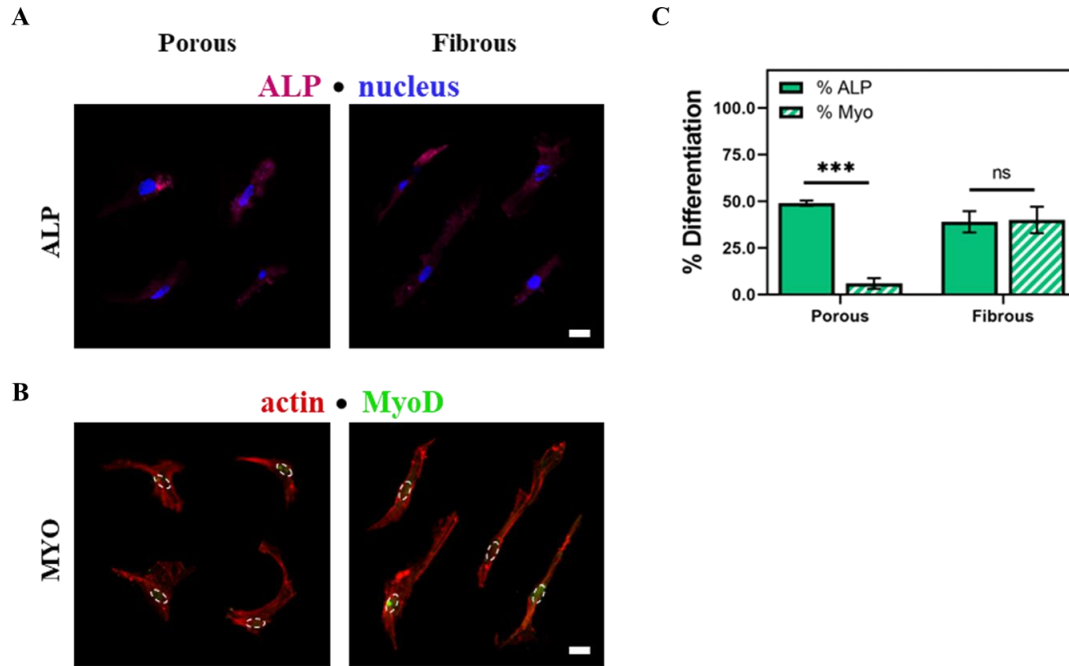 A
Porous Fibrous
ALP • nucleus
ALP
B
actin • MyoD
MYO
C
% ALP
% Myo
% Differentiation
100.0
75.0
50.0
25.0
0.0
***
ns
Porous Fibrous